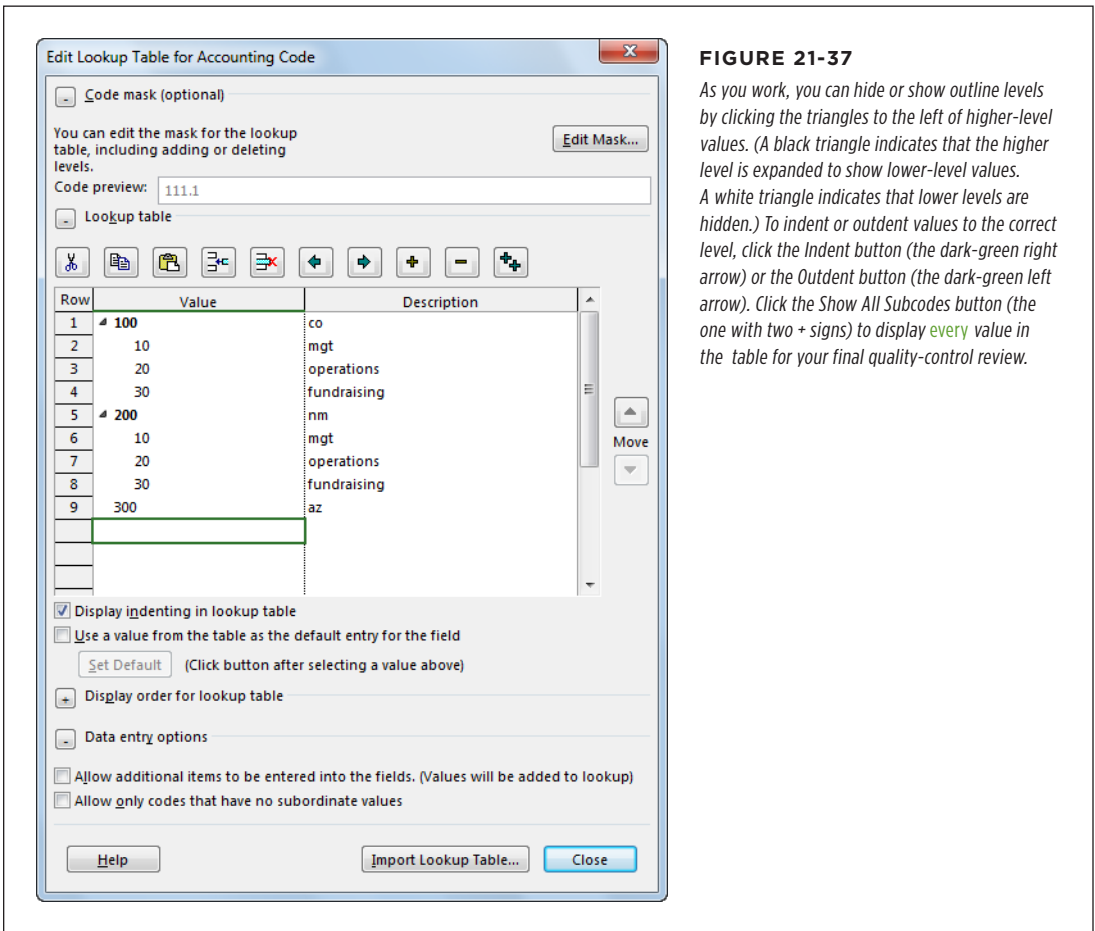 Edit Lookup Table for Accounting Code
Code mask (optional)
You can edit the mask for the lookup
table, including adding or deleting
levels.
Edit Mask...
Code preview: 111.1
Lookup table
Row Value Description
1 100 co
2 10 mgt
3 20 operations
4 30 fundraising
5 200 nm
6 10 mgt
7 20 operations
8 30 fundraising
9 300 az
Move
Display indenting in lookup table
Use a value from the table as the default entry for the field
Set Default (Click button after selecting a value above)
Display order for lookup table
Data entry options
Allow additional items to be entered into the fields. (Values will be added to lookup)
Allow only codes that have no subordinate values
Help Import Lookup Table... Close
FIGURE 21-37
As you work, you can hide or show outline levels
by clicking the triangles to the left of higher-level
values. (A black triangle indicates that the higher
level is expanded to show lower-level values.
A white triangle indicates that lower levels are
hidden.) To indent or outdent values to the correct
level, click the Indent button (the dark-green right
arrow) or the Outdent button (the dark-green left
arrow). Click the Show All Subcodes button (the
one with two + signs) to display every value in
the table for your final quality-control review.